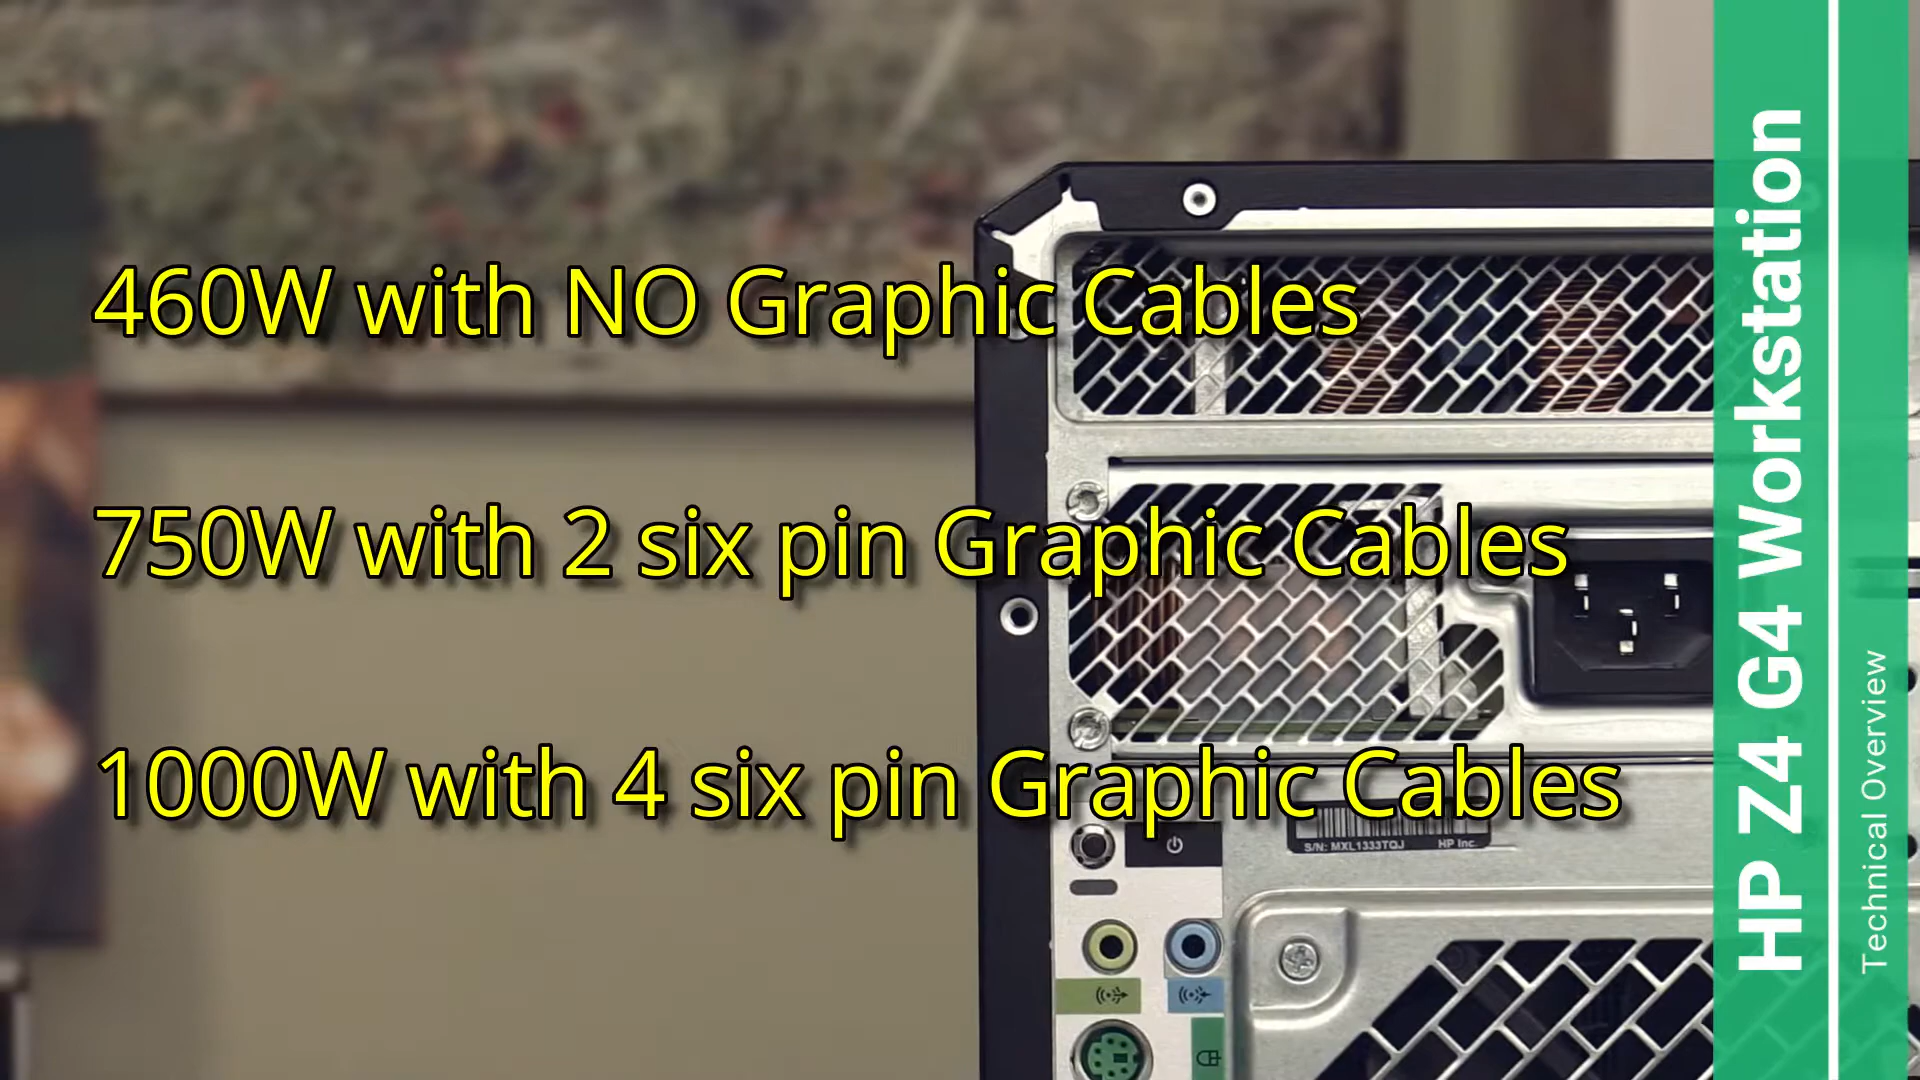 460W with NO Graphic Cables
750W with 2 six pin Graphic Cables
1000W with 4 six pin Graphic Cables
S/N: MXL1333TQJ HP Inc.
HP Z4 G4 Workstation
Technical Overview